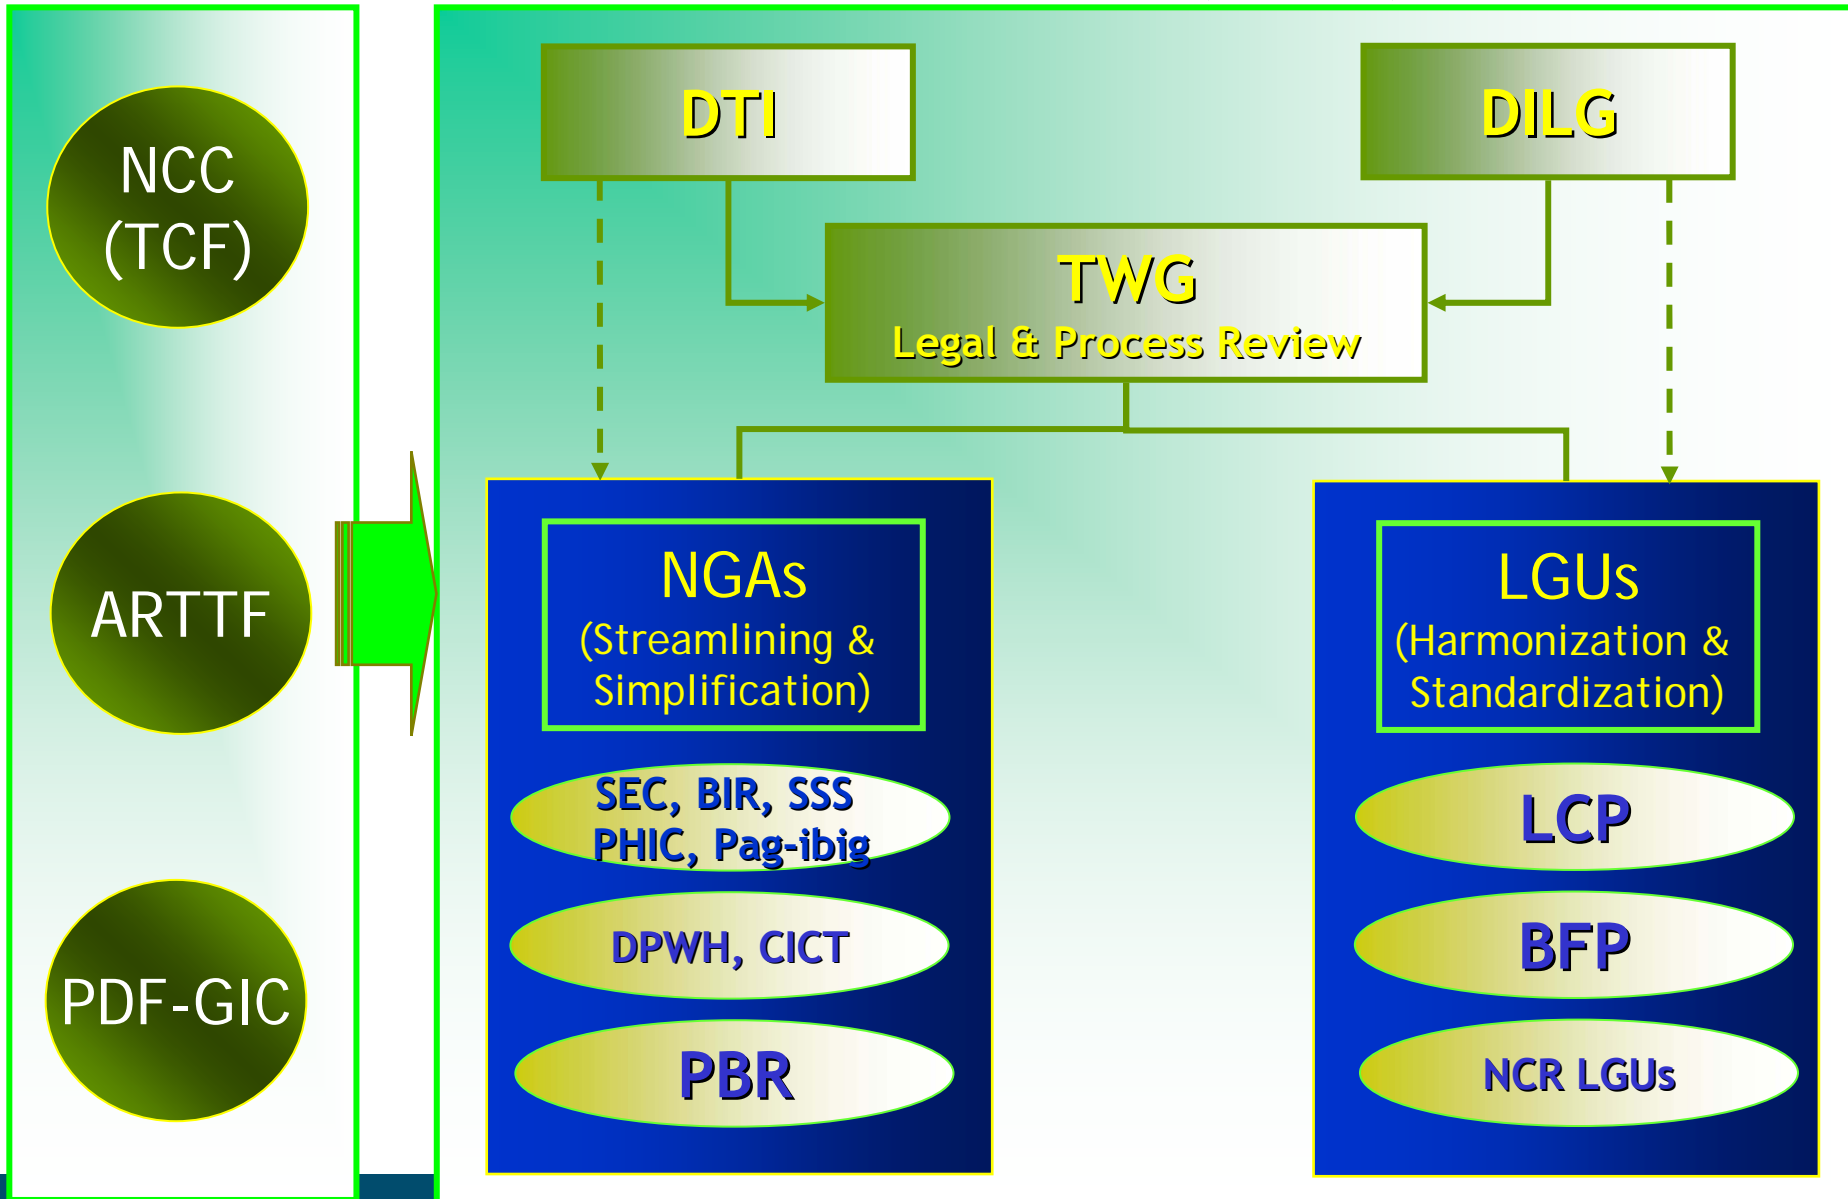 NCC
(TCF)
ARTTF
PDF-GIC
DTI
DILG
TWG
Legal & Process Review
NGAs
(Streamlining &
Simplification)
SEC, BIR, SSS
PHIC, Pag-ibig
DPWH, CICT
PBR
LGUs
(Harmonization &
Standardization)
LCP
BFP
NCR LGUs